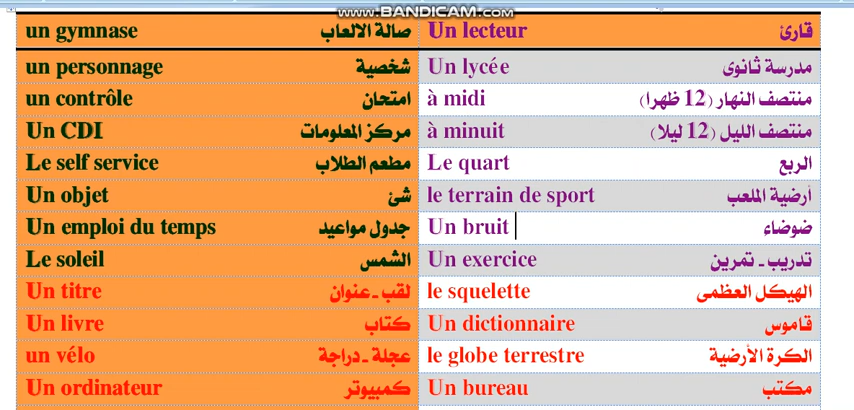 www.BANDICAM.com
un gymnase صالة الالعاب Un lecteur قارئ
un personnage شخصية Un lycée مدرسة ثانوى
un contrôle امتحان à midi منتصف النهار (12 ظهرا)
Un CDI مركز المعلومات à minuit منتصف الليل (12 ليلا)
Le self service مطعم الطلاب Le quart الربع
Un objet شئ le terrain de sport أرضية الملعب
Un emploi du temps جدول مواعيد Un bruit ضوضاء
Le soleil الشمس Un exercice تدريب - تمرين
Un titre لقب - عنوان le squelette الهيكل العظمى
Un livre كتاب Un dictionnaire قاموس
un vélo عجلة - دراجة le globe terrestre الكرة الأرضية
Un ordinateur كمبيوتر Un bureau مكتب